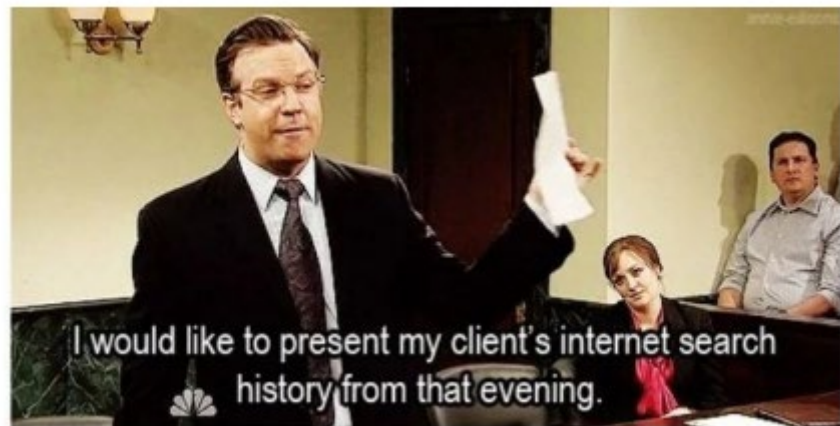 I would like to present my client's internet search
history from that evening.